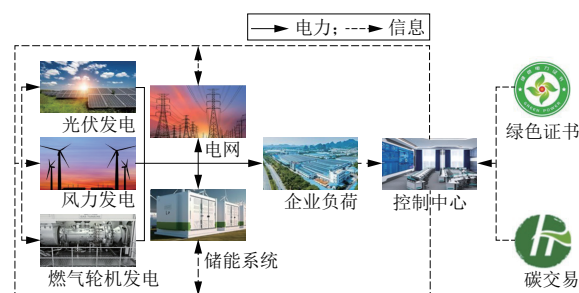 电力; 信息
光伏发电
电网
风力发电
燃气轮机发电
储能系统
企业负荷
控制中心
绿色证书
碳交易
GREEN POWER